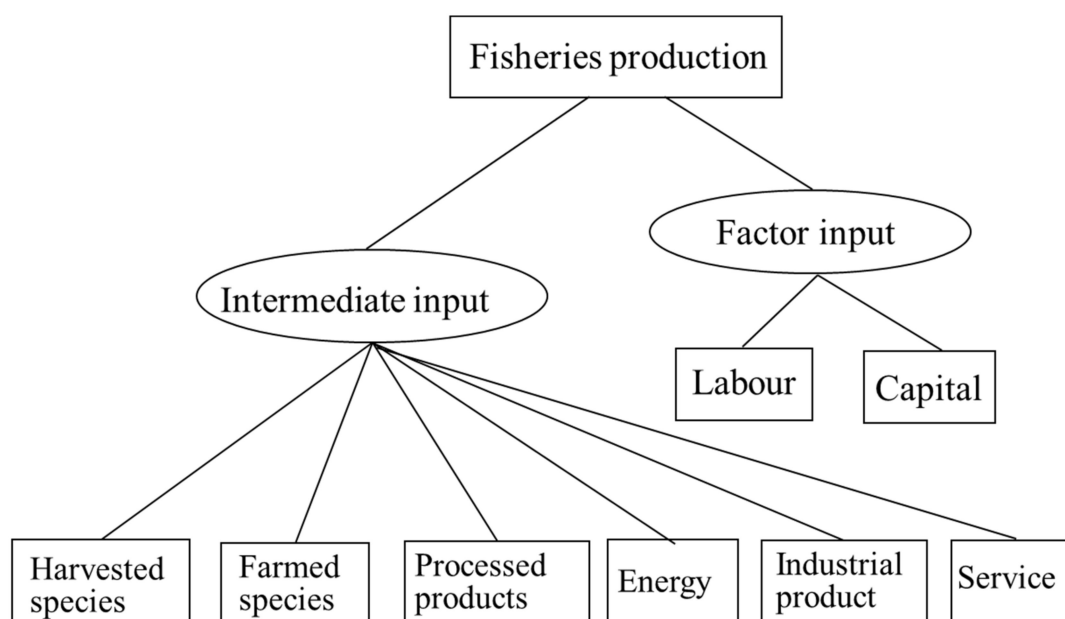 Fisheries production
Factor input
Intermediate input
Labour
Capital
Harvested
species
Farmed
species
Processed
products
Energy
Industrial
product
Service